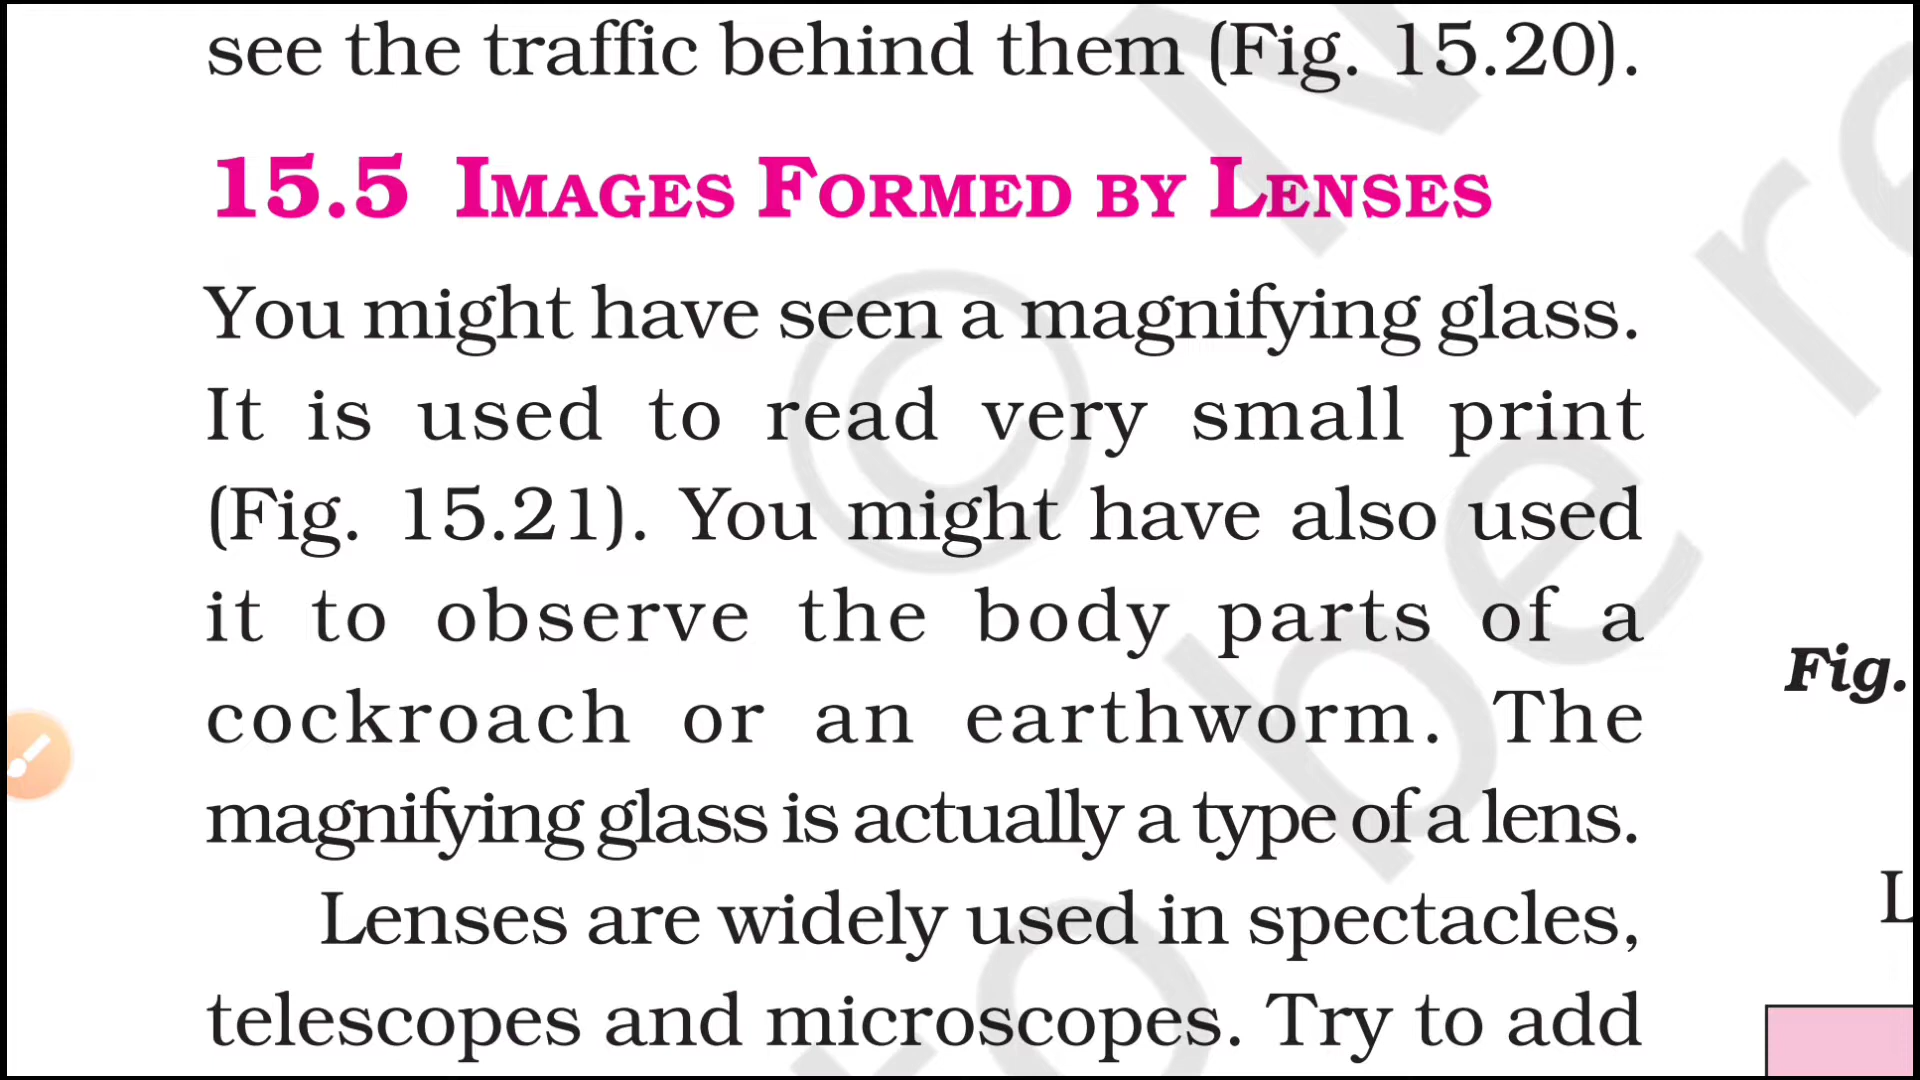 see the traffic behind them (Fig. 15.20).
15.5 IMAGES FORMED BY LENSES
You might have seen a magnifying glass.
It is used to read very small print
(Fig. 15.21). You might have also used
it to observe the body parts of a
cockroach or an earthworm. The
magnifying glass is actually a type of a lens.
Lenses are widely used in spectacles,
telescopes and microscopes. Try to add
Fig.
L
©
be